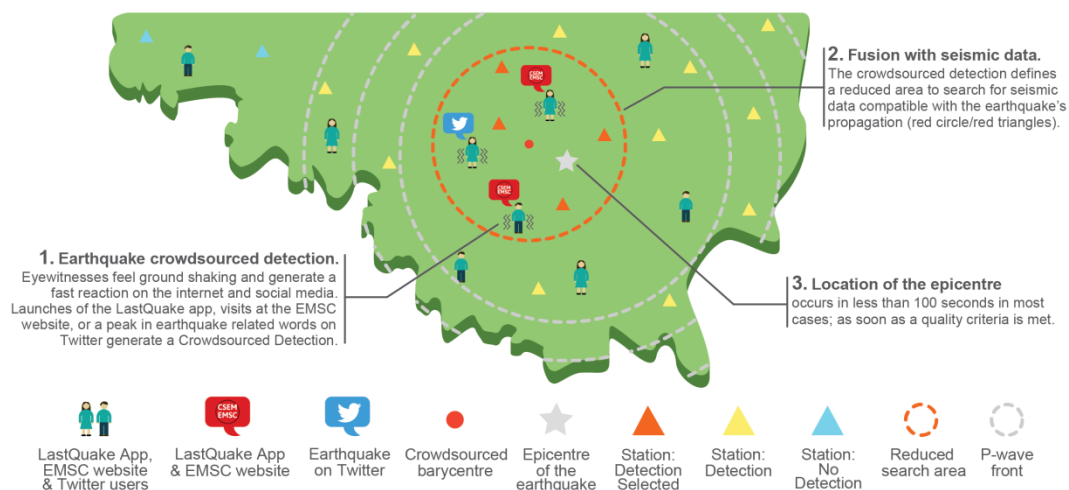 CSEM
EMSC
CSEM
EMSC
2. Fusion with seismic data.
The crowdsourced detection defines
a reduced area to search for seismic
data compatible with the earthquake's
propagation (red circle/red triangles).
1. Earthquake crowdsourced detection.
Eyewitnesses feel ground shaking and generate a
fast reaction on the internet and social media.
Launches of the LastQuake app, visits at the EMSC
website, or a peak in earthquake related words on
Twitter generate a Crowdsourced Detection.
3. Location of the epicentre
occurs in less than 100 seconds in most
cases; as soon as a quality criteria is met.
CSEM
EMSC
LastQuake App,
EMSC website
& Twitter users
LastQuake App
& EMSC website
Earthquake
on Twitter
Crowdsourced
barycentre
Epicentre
of the
earthquake
Station:
Detection
Selected
Station:
Detection
Station:
No
Detection
Reduced
search area
P-wave
front